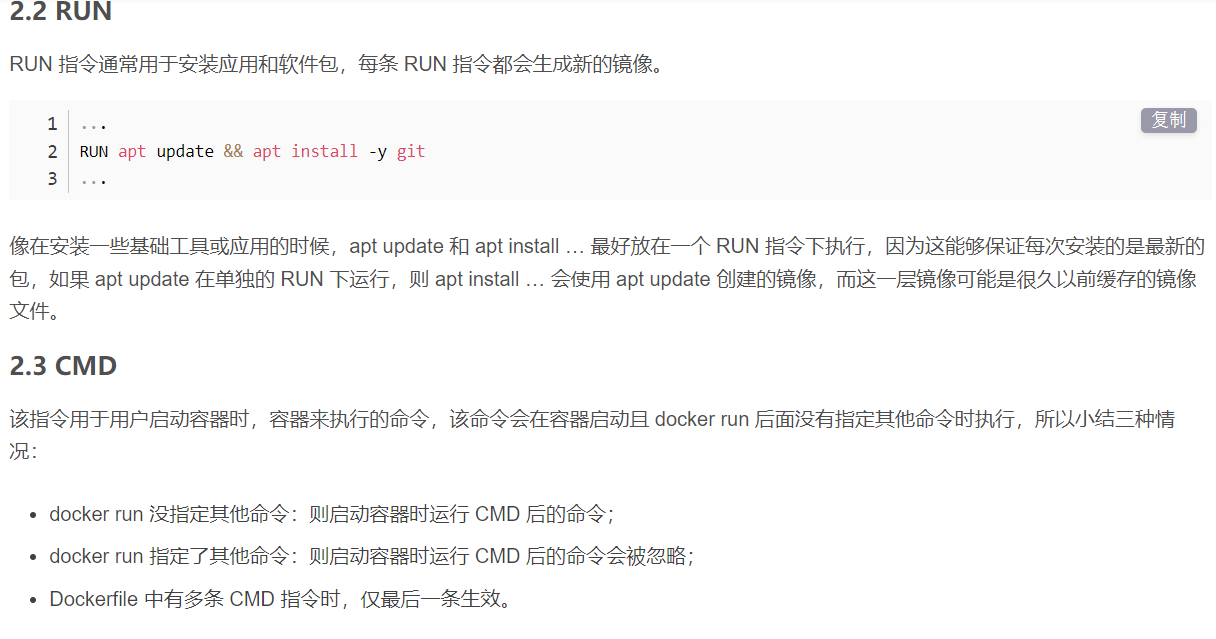 2.2 RUN
RUN 指令通常用于安装应用和软件包，每条 RUN 指令都会生成新的镜像。
复制
1 ...
2 RUN apt update && apt install -y git
3 ...
像在安装一些基础工具或应用的时候，apt update 和 apt install … 最好放在一个 RUN 指令下执行，因为这能够保证每次安装的是最新的
包，如果 apt update 在单独的 RUN 下运行，则 apt install … 会使用 apt update 创建的镜像，而这一层镜像可能是很久以前缓存的镜像
文件。
2.3 CMD
该指令用于用户启动容器时，容器来执行的命令，该命令会在容器启动且 docker run 后面没有指定其他命令时执行，所以小结三种情
况：
• docker run 没指定其他命令：则启动容器时运行 CMD 后的命令；
• docker run 指定了其他命令：则启动容器时运行 CMD 后的命令会被忽略；
• Dockerfile 中有多条 CMD 指令时，仅最后一条生效。